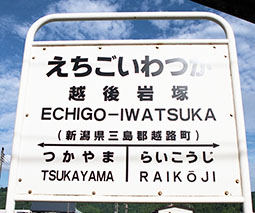 えちごいわつか
越後岩塚
ECHIGO-IWATSUKA
(新潟県三島郡越路町)
つかやま らいこうじ
TSUKAYAMA RAIKŌJI